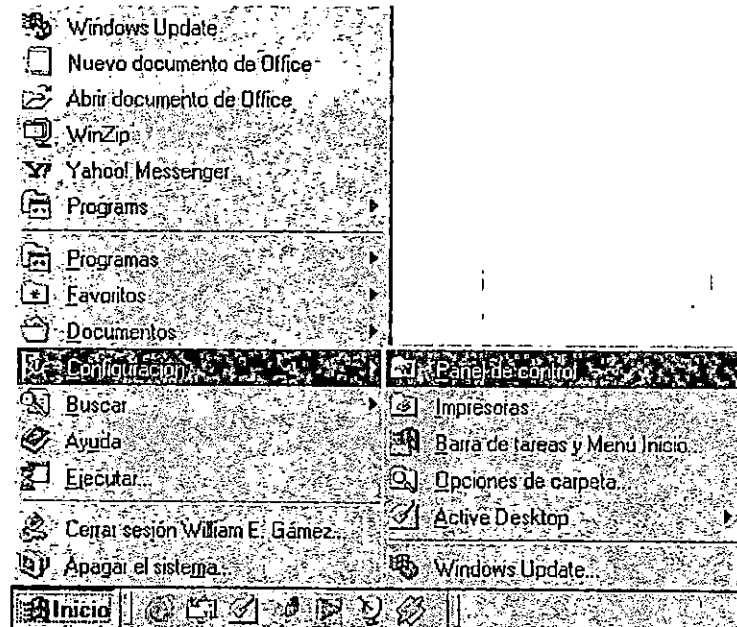 Windows Update
Nuevo documento de Office
Abrir documento de Office
WinZip
Yahoo! Messenger
Programs
Programas
Favoritos
Documentos
Configuración
Buscar
Ayuda
Ejecutar...
Cerrar sesión William E. Gámez...
Apagar el sistema...
Panel de control
Impresoras
Barra de tareas y Menú Inicio...
Opciones de carpeta...
Active Desktop
Windows Update...
Inicio